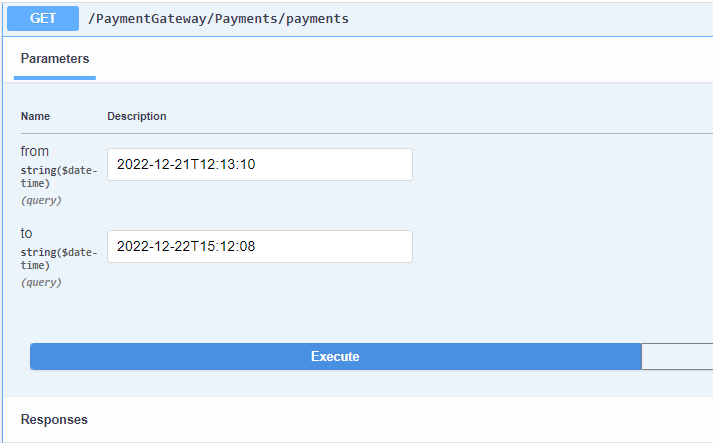 GET /PaymentGateway/Payments/payments
Parameters
Name Description
from
string($date-
time)
(query)
2022-12-21T12:13:10
to
string($date-
time)
(query)
2022-12-22T15:12:08
Execute
Responses